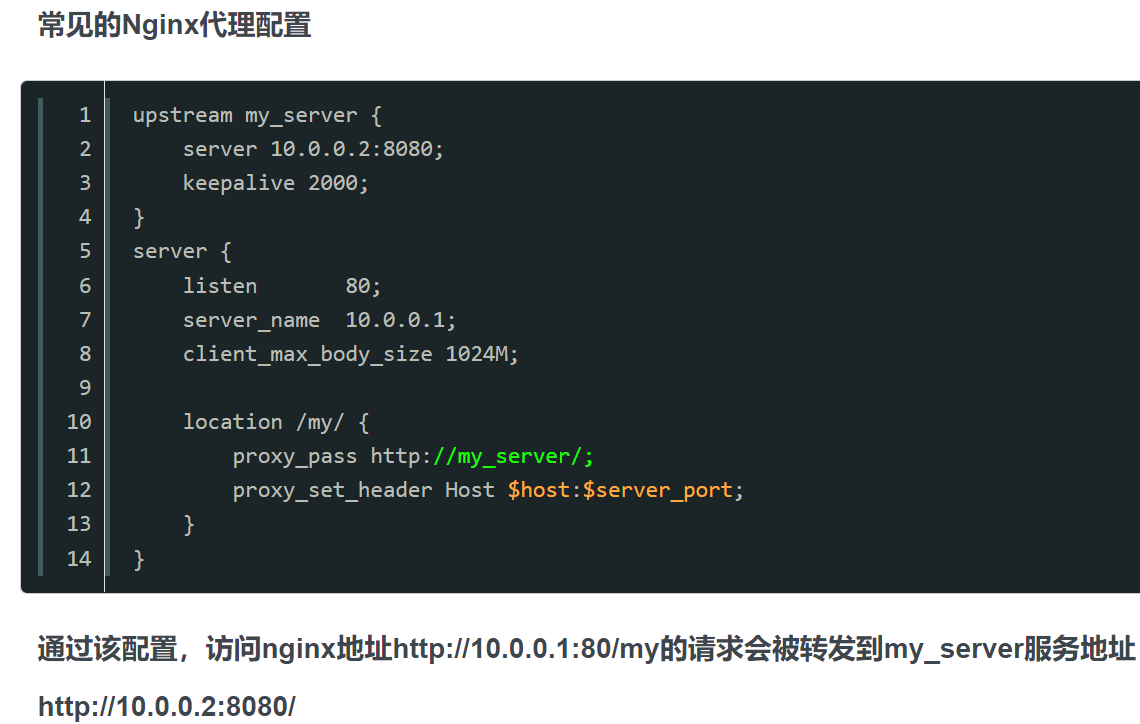 常见的Nginx代理配置
1 upstream my_server {
2     server 10.0.0.2:8080;
3     keepalive 2000;
4 }
5 server {
6     listen       80;
7     server_name  10.0.0.1;
8     client_max_body_size 1024M;
9
10     location /my/ {
11         proxy_pass http://my_server/;
12         proxy_set_header Host $host:$server_port;
13     }
14 }
通过该配置，访问nginx地址http://10.0.0.1:80/my的请求会被转发到my_server服务地址
http://10.0.0.2:8080/